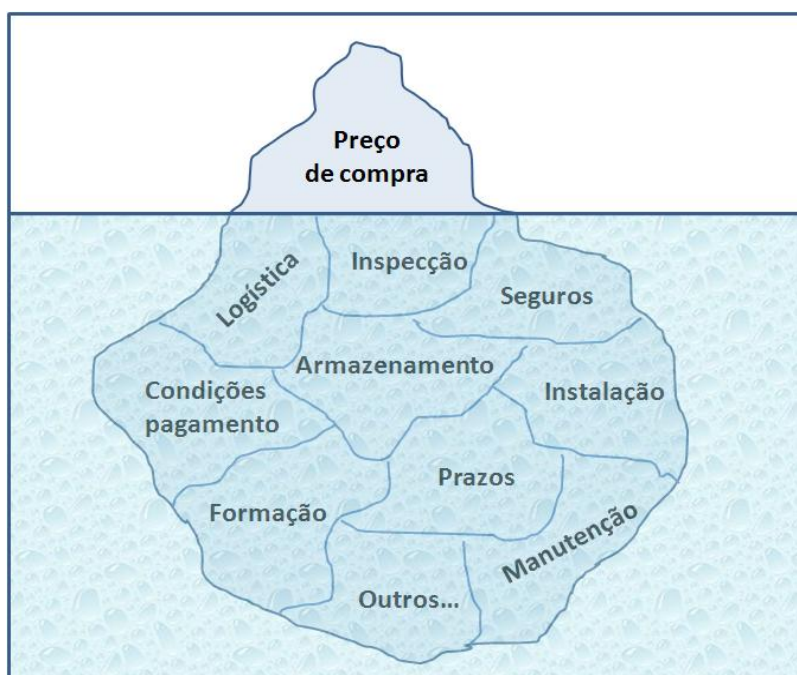 Preço
de compra
Logística
Inspecção
Seguros
Armazenamento
Condições
pagamento
Instalação
Prazos
Formação
Manutenção
Outros...